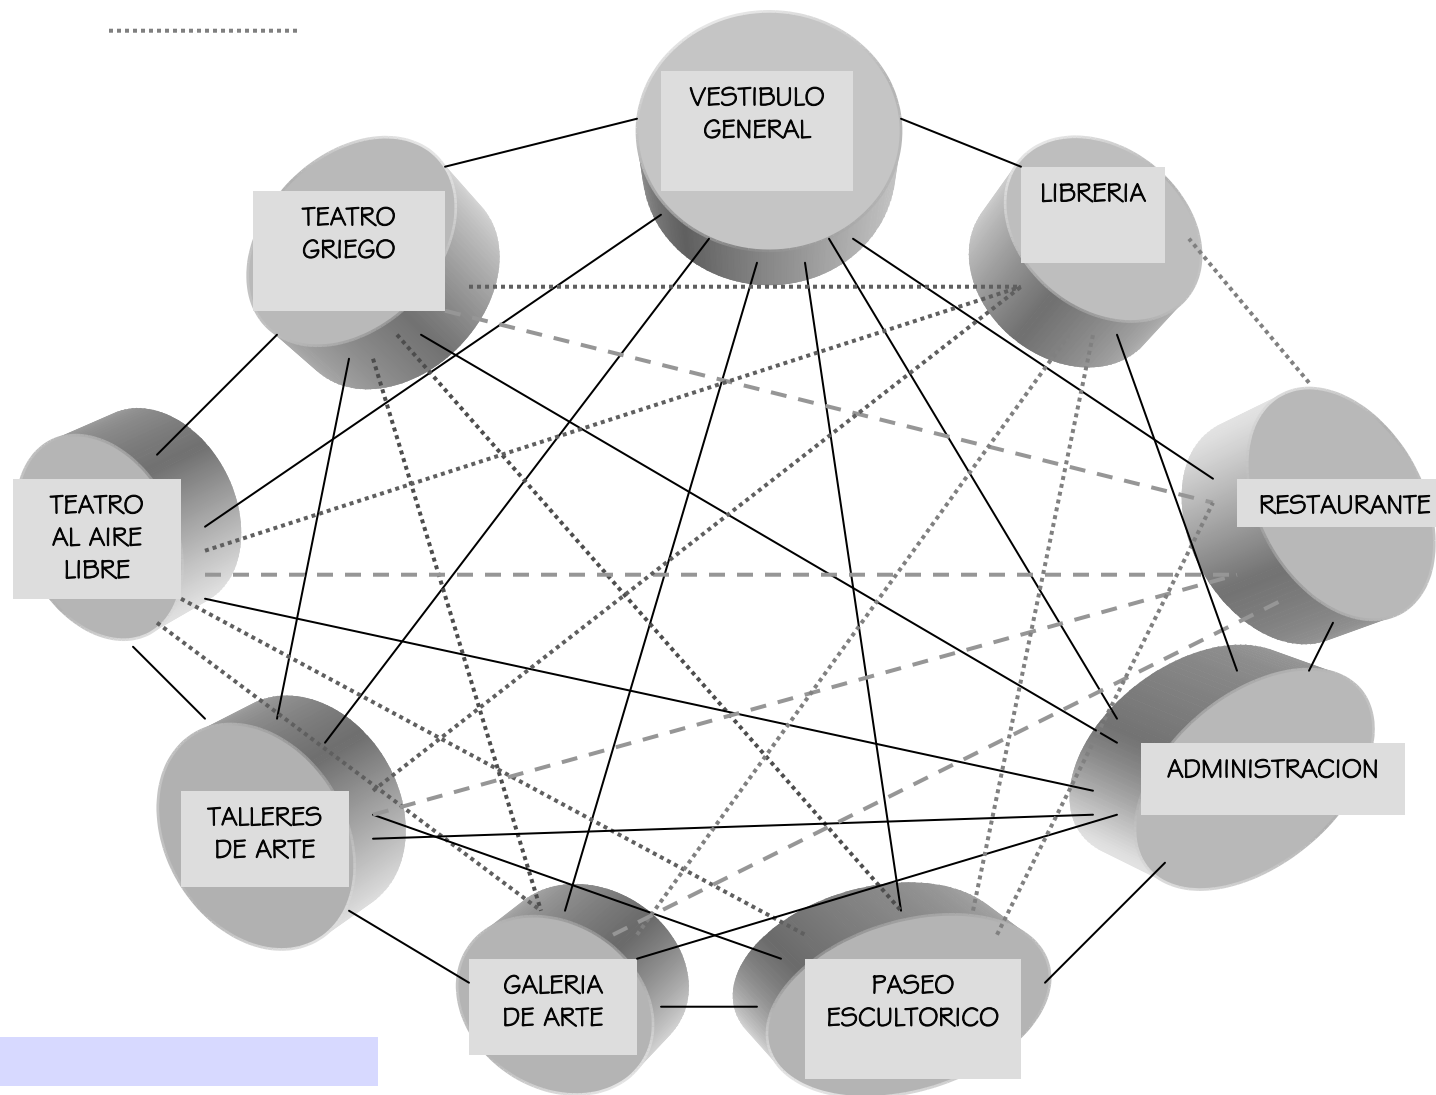 VESTIBULO
GENERAL
LIBRERIA
TEATRO
GRIEGO
TEATRO
AL AIRE
LIBRE
RESTAURANTE
ADMINISTRACION
TALLERES
DE ARTE
GALERIA
DE ARTE
PASEO
ESCULTORICO